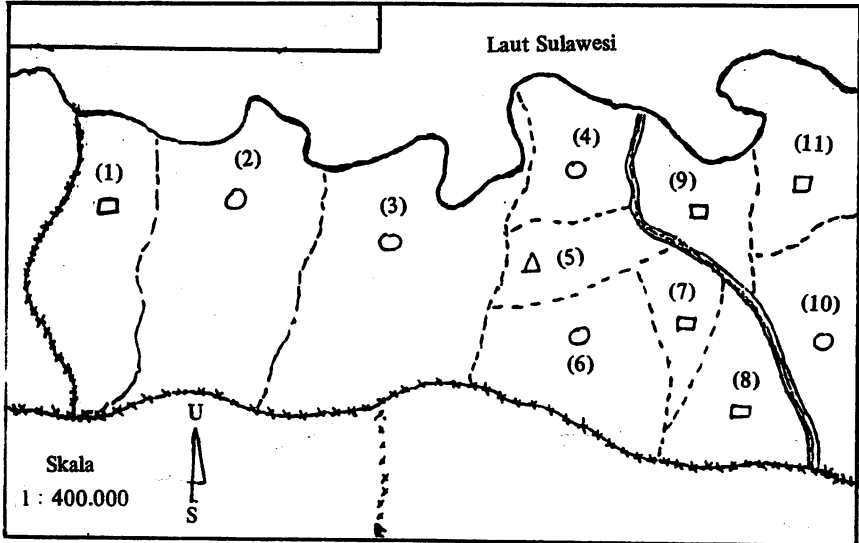 Laut Sulawesi
(1)
(2)
(3)
(4)
(5)
(6)
(7)
(8)
(9)
(10)
(11)
U
S
Skala
1 : 400.000